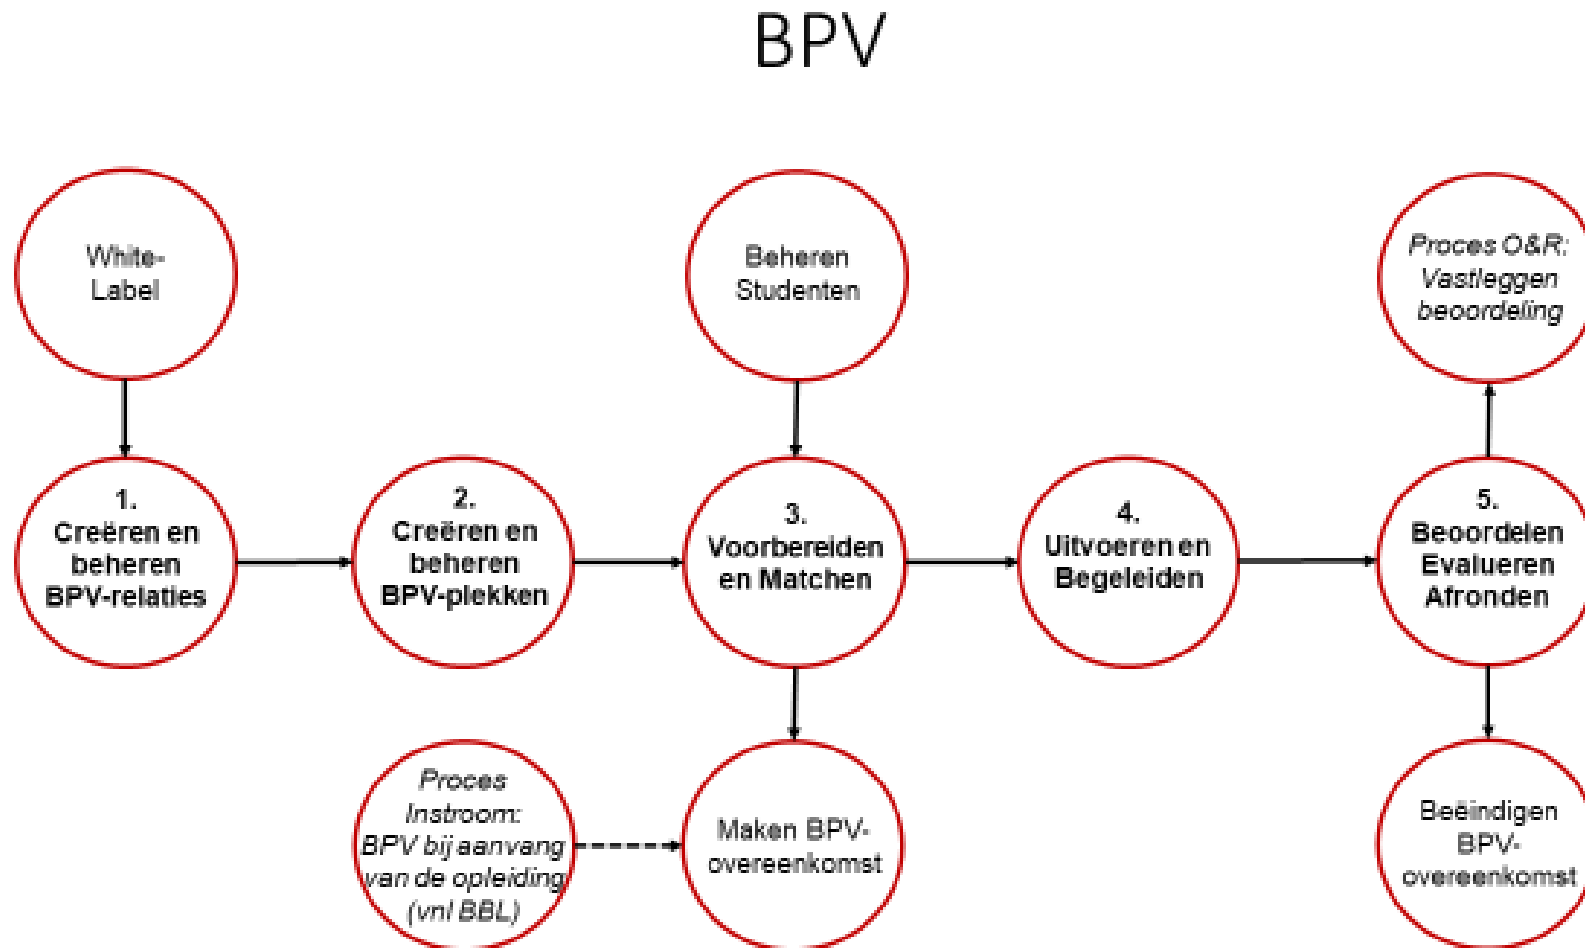 BPV
White-
Label
Beheren
Studenten
Proces O&R:
Vastleggen
beoordeling
1.
Creëren en
beheren
BPV-relaties
2.
Creëren en
beheren
BPV-plekken
3.
Voorbereiden
en Matchen
4.
Uitvoeren en
Begeleiden
5.
Beoordelen
Evalueren
Afronden
Proces
Instroom:
BPV bij aanvang
van de opleiding
(vnl BBL)
Maken BPV-
overeenkomst
Beëindigen
BPV-
overeenkomst